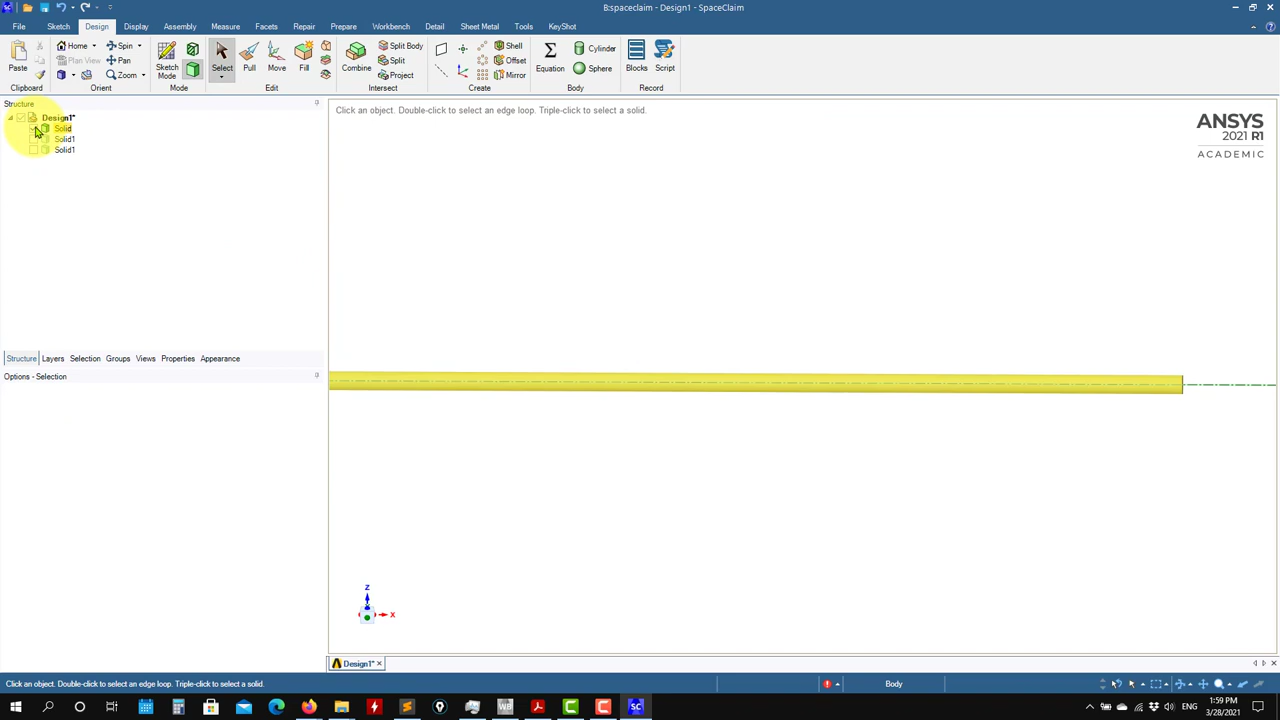 B:spaceclaim - Design1 - SpaceClaim
File Sketch Design Display Assembly Measure Facets Repair Prepare Workbench Detail Sheet Metal Tools KeyShot
Home Spin Split Body Shell Cylinder
Plan View Pan Split Offset Sphere
Zoom Project Mirror
Paste Sketch Mode Select Pull Move Fill Combine Equation Blocks Script
Clipboard Orient Mode Edit Intersect Create Body Record
Structure
Design1*
Solid
Solid1
Solid1
Click an object. Double-click to select an edge loop. Triple-click to select a solid.
ANSYS
2021 R1
ACADEMIC
Structure Layers Selection Groups Views Properties Appearance
Options - Selection
Z
X
Design1*
Click an object. Double-click to select an edge loop. Triple-click to select a solid.
Body
ENG
1:59 PM
3/28/2021